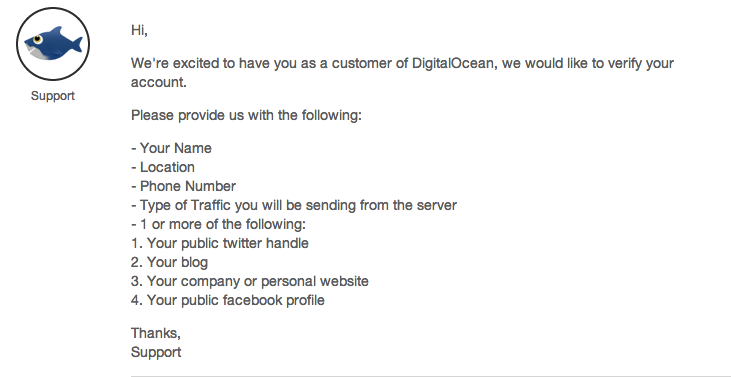 Support
Hi,
We're excited to have you as a customer of DigitalOcean, we would like to verify your
account.
Please provide us with the following:
- Your Name
- Location
- Phone Number
- Type of Traffic you will be sending from the server
- 1 or more of the following:
1. Your public twitter handle
2. Your blog
3. Your company or personal website
4. Your public facebook profile
Thanks,
Support